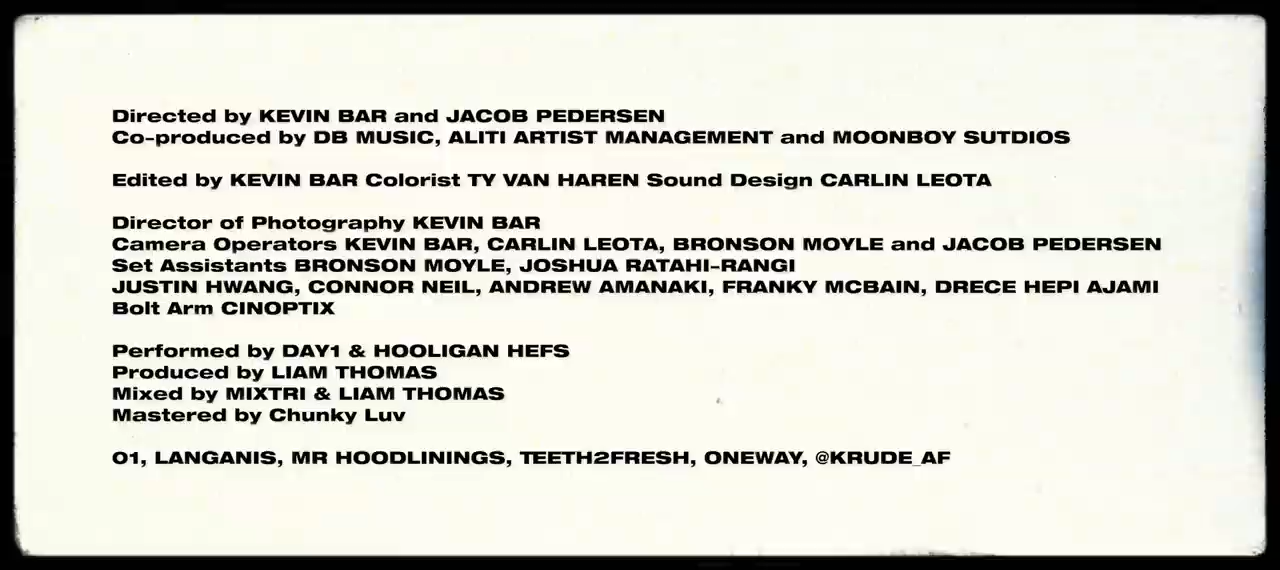 Directed by KEVIN BAR and JACOB PEDERSEN
Co-produced by DB MUSIC, ALITI ARTIST MANAGEMENT and MOONBOY SUTDIOS
Edited by KEVIN BAR Colorist TY VAN HAREN Sound Design CARLIN LEOTA
Director of Photography KEVIN BAR
Camera Operators KEVIN BAR, CARLIN LEOTA, BRONSON MOYLE and JACOB PEDERSEN
Set Assistants BRONSON MOYLE, JOSHUA RATAHI-RANGI
JUSTIN HWANG, CONNOR NEIL, ANDREW AMANAKI, FRANKY MCBAIN, DRECE HEPI AJAMI
Bolt Arm CINOPTIX
Performed by DAY1 & HOOLIGAN HEFS
Produced by LIAM THOMAS
Mixed by MIXTRI & LIAM THOMAS
Mastered by Chunky Luv
01, LANGANIS, MR HOODLININGS, TEETH2FRESH, ONEWAY, @KRUDE_AF